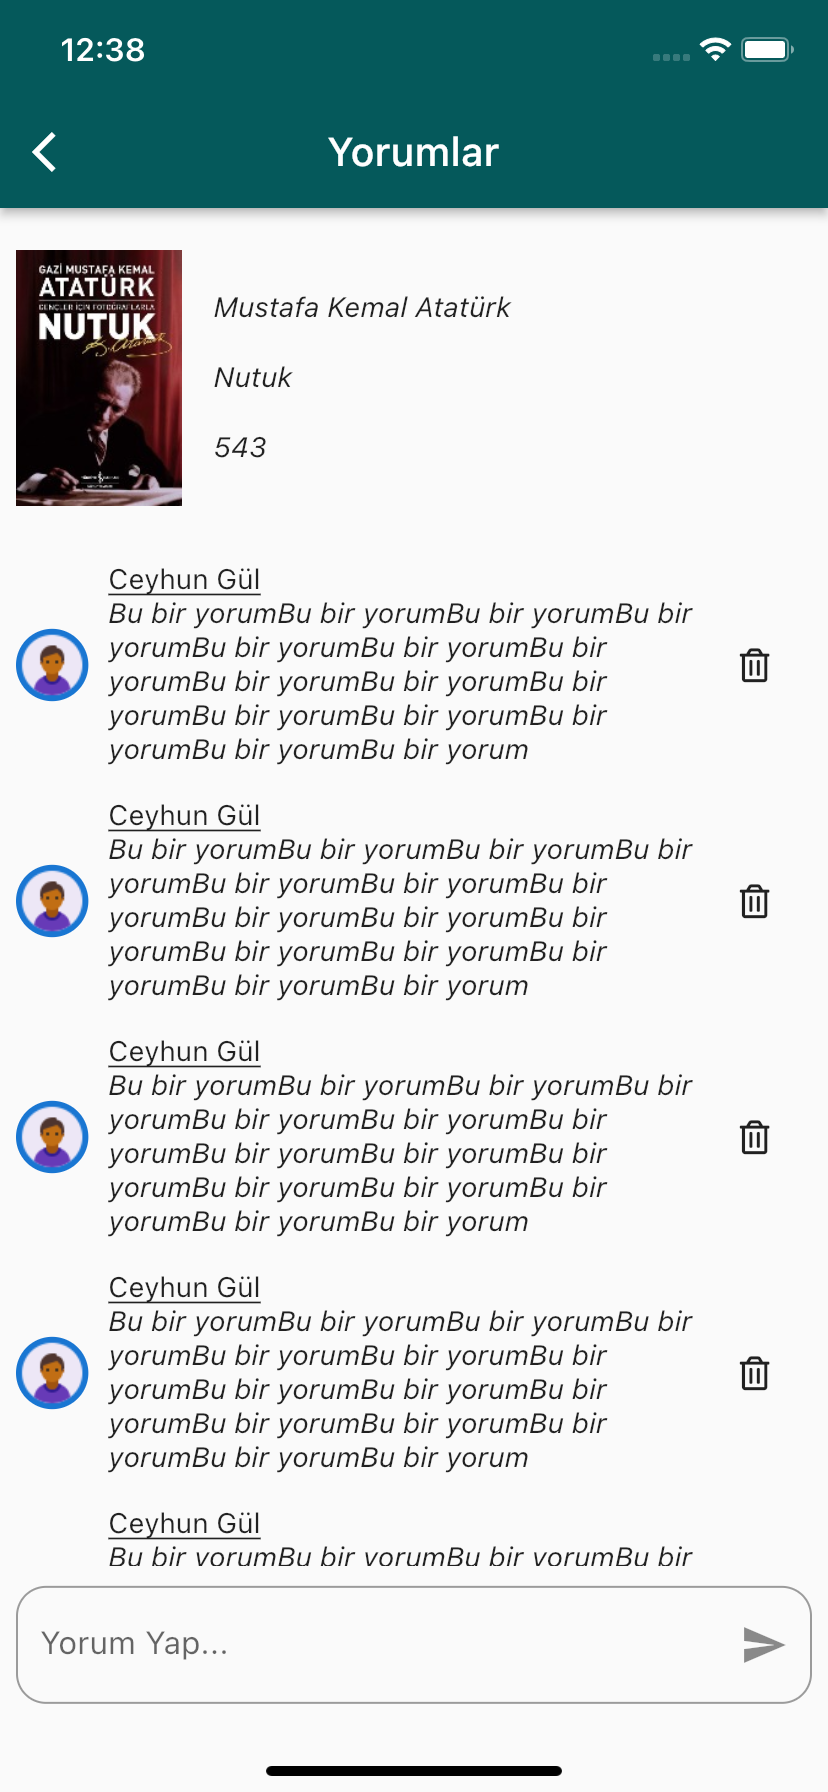 12:38
Yorumlar
GAZİ MUSTAFA KEMAL
ATATÜRK
GENÇLER İÇİN FOTOĞRAFLARLA
NUTUK
Mustafa Kemal Atatürk
Nutuk
543
Ceyhun Gül
Bu bir yorumBu bir yorumBu bir yorumBu bir
yorumBu bir yorumBu bir yorumBu bir
yorumBu bir yorumBu bir yorumBu bir
yorumBu bir yorumBu bir yorumBu bir
yorumBu bir yorumBu bir yorum
Ceyhun Gül
Bu bir yorumBu bir yorumBu bir yorumBu bir
yorumBu bir yorumBu bir yorumBu bir
yorumBu bir yorumBu bir yorumBu bir
yorumBu bir yorumBu bir yorumBu bir
yorumBu bir yorumBu bir yorum
Ceyhun Gül
Bu bir yorumBu bir yorumBu bir yorumBu bir
yorumBu bir yorumBu bir yorumBu bir
yorumBu bir yorumBu bir yorumBu bir
yorumBu bir yorumBu bir yorumBu bir
yorumBu bir yorumBu bir yorum
Ceyhun Gül
Bu bir yorumBu bir yorumBu bir yorumBu bir
yorumBu bir yorumBu bir yorumBu bir
yorumBu bir yorumBu bir yorumBu bir
yorumBu bir yorumBu bir yorumBu bir
yorumBu bir yorumBu bir yorum
Ceyhun Gül
Bu bir yorumBu bir yorumBu bir yorumBu bir
Yorum Yap...